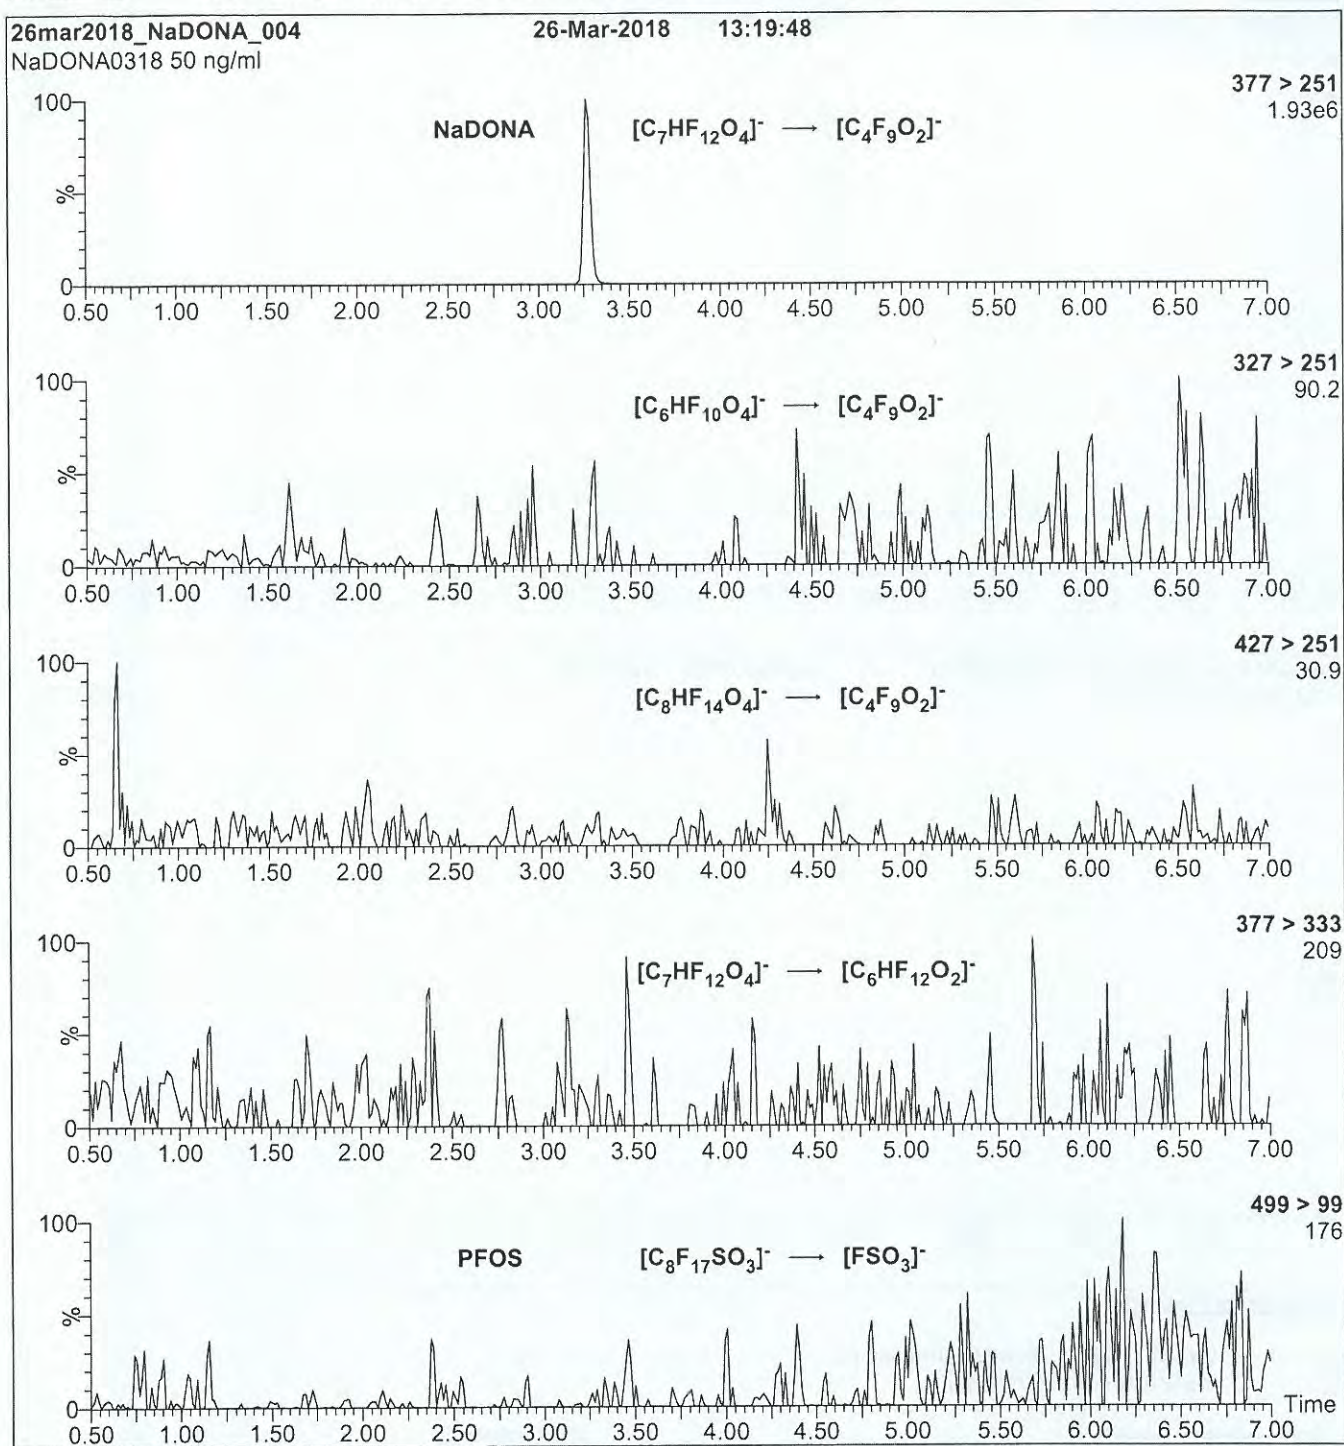 26mar2018_NaDONA_004 26-Mar-2018 13:19:48
NaDONA0318 50 ng/ml
377 > 251
1.93e6
100
NaDONA [C₇HF₁₂O₄]⁻ → [C₄F₉O₂]⁻
%
0
0.50 1.00 1.50 2.00 2.50 3.00 3.50 4.00 4.50 5.00 5.50 6.00 6.50 7.00
327 > 251
90.2
100
[C₆HF₁₀O₄]⁻ → [C₄F₉O₂]⁻
%
0
0.50 1.00 1.50 2.00 2.50 3.00 3.50 4.00 4.50 5.00 5.50 6.00 6.50 7.00
427 > 251
30.9
100
[C₈HF₁₄O₄]⁻ → [C₄F₉O₂]⁻
%
0
0.50 1.00 1.50 2.00 2.50 3.00 3.50 4.00 4.50 5.00 5.50 6.00 6.50 7.00
377 > 333
209
100
[C₇HF₁₂O₄]⁻ → [C₆HF₁₂O₂]⁻
%
0
0.50 1.00 1.50 2.00 2.50 3.00 3.50 4.00 4.50 5.00 5.50 6.00 6.50 7.00
499 > 99
176
100
PFOS [C₈F₁₇SO₃]⁻ → [FSO₃]⁻
%
0 Time
0.50 1.00 1.50 2.00 2.50 3.00 3.50 4.00 4.50 5.00 5.50 6.00 6.50 7.00